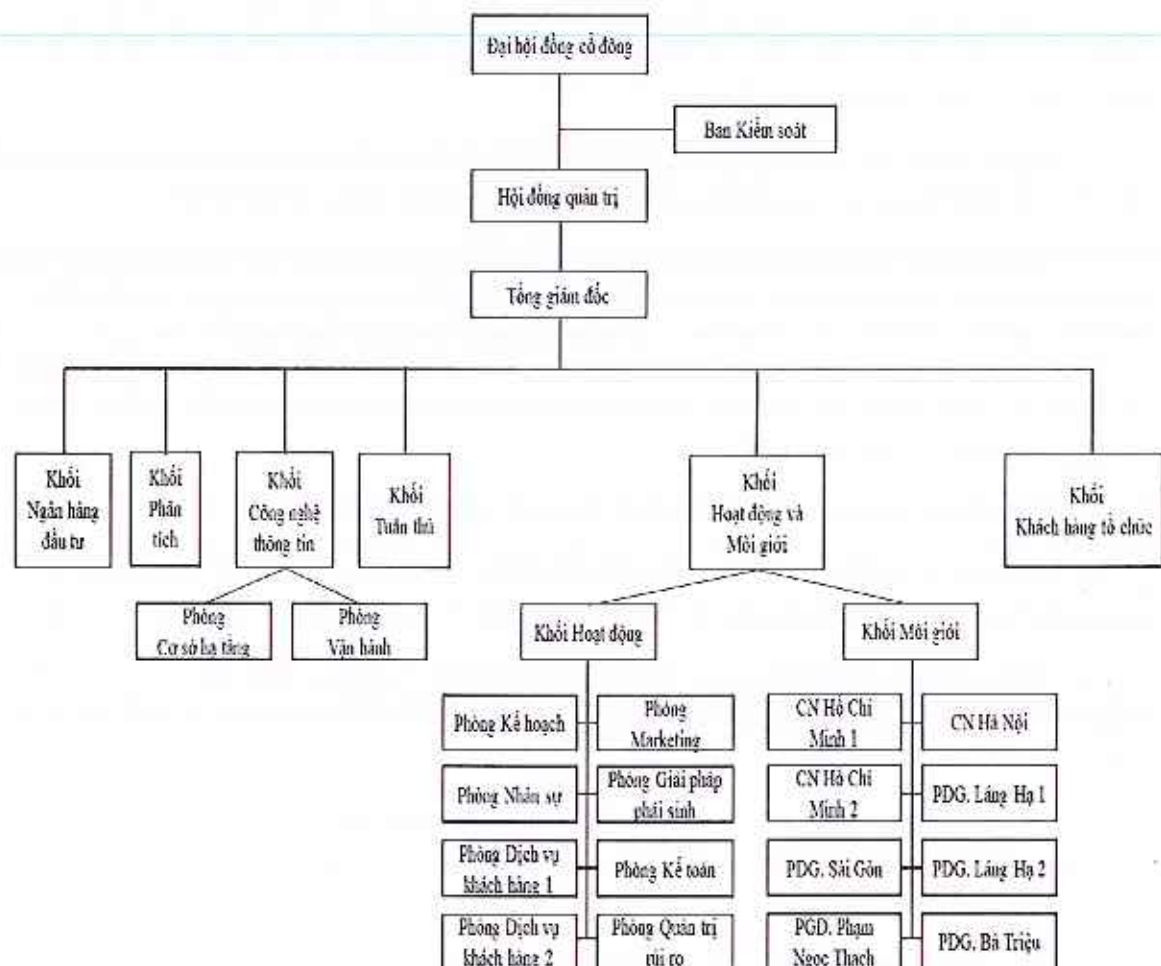 Đại hội đồng cổ đông
Ban Kiểm soát
Hội đồng quản trị
Tổng giám đốc
Khối
Ngân hàng
đầu tư
Khối
Phân
tích
Khối
Công nghệ
thông tin
Khối
Tuân thủ
Khối
Hoạt động và
Môi giới
Khối
Khách hàng tổ chức
Phòng
Cơ sở hạ tầng
Phòng
Vận hành
Khối Hoạt động
Khối Môi giới
Phòng Kế hoạch
Phòng
Marketing
CN Hồ Chí
Minh 1
CN Hà Nội
Phòng Nhân sự
Phòng Giải pháp
phái sinh
CN Hồ Chí
Minh 2
PDG. Láng Hạ 1
Phòng Dịch vụ
khách hàng 1
Phòng Kế toán
PDG. Sài Gòn
PDG. Láng Hạ 2
Phòng Dịch vụ
khách hàng 2
Phòng Quản trị
rủi ro
PGD. Phạm
Ngọc Thạch
PDG. Bà Triệu